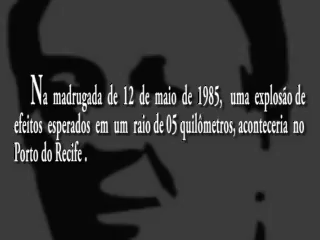 Na madrugada de 12 de maio de 1985, uma explosão de
efeitos esperados em um raio de 05 quilômetros, aconteceria no
Porto do Recife .